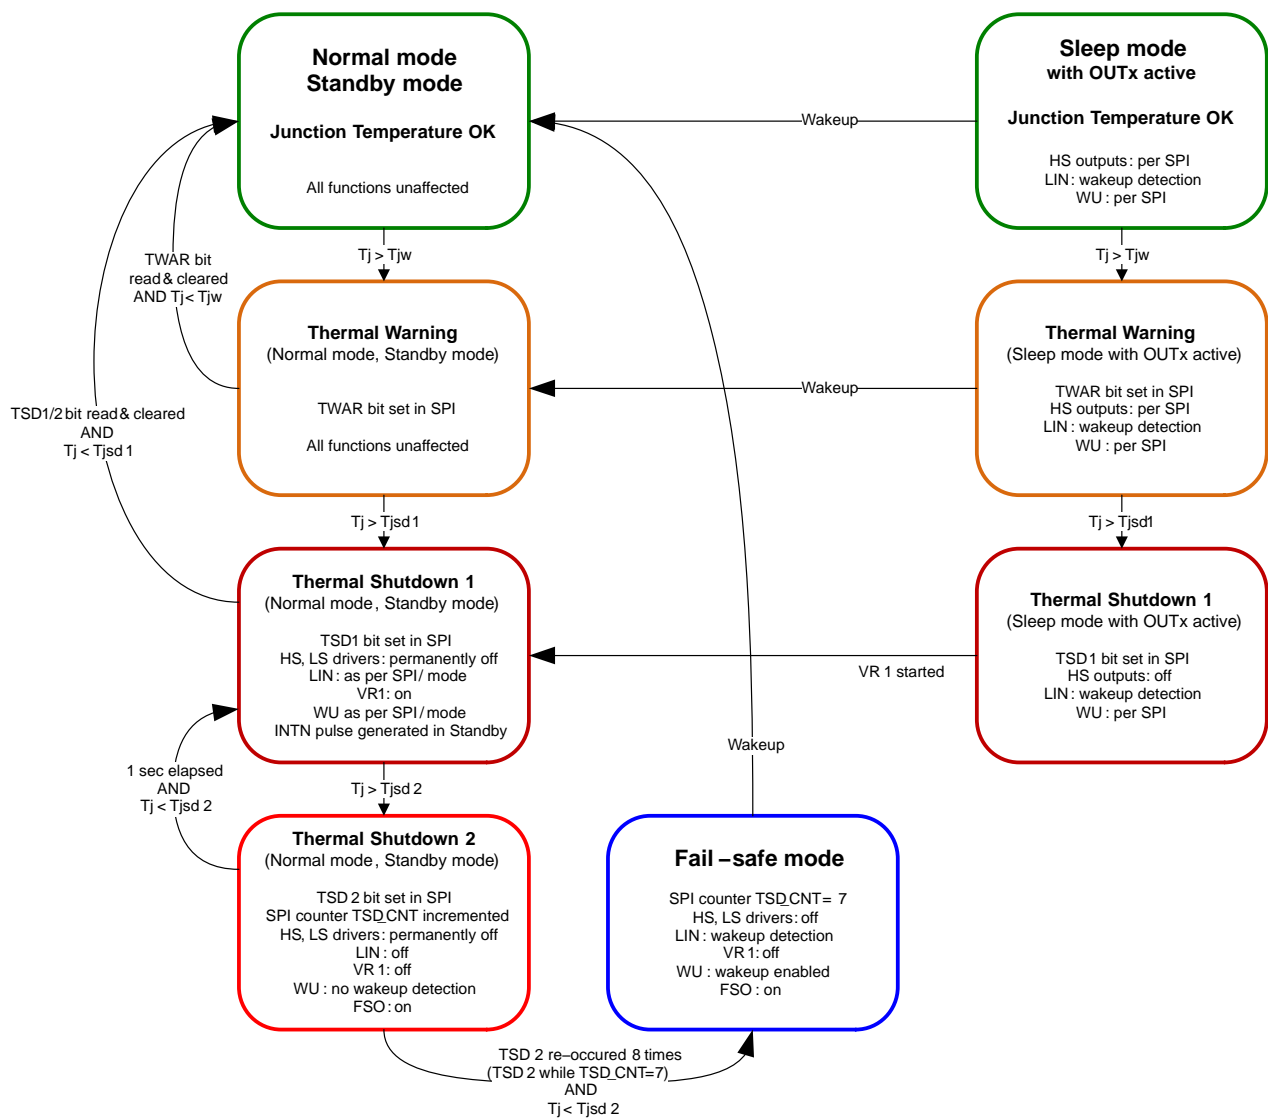 Normal mode
Standby mode
Junction Temperature OK
All functions unaffected
Sleep mode
with OUTx active
Junction Temperature OK
HS outputs: per SPI
LIN: wakeup detection
WU: per SPI
Wakeup
Tj > Tjw
Tj > Tjw
TWAR bit
read & cleared
AND Tj < Tjw
Thermal Warning
(Normal mode, Standby mode)
TWAR bit set in SPI
All functions unaffected
Wakeup
Thermal Warning
(Sleep mode with OUTx active)
TWAR bit set in SPI
HS outputs: per SPI
LIN: wakeup detection
WU: per SPI
TSD1/2 bit read & cleared
AND
Tj < Tjsd 1
Tj > Tjsd 1
Tj > Tjsd1
Thermal Shutdown 1
(Normal mode, Standby mode)
TSD1 bit set in SPI
HS, LS drivers: permanently off
LIN: as per SPI/ mode
VR1: on
WU as per SPI/mode
INTN pulse generated in Standby
VR 1 started
Thermal Shutdown 1
(Sleep mode with OUTx active)
TSD1 bit set in SPI
HS outputs: off
LIN: wakeup detection
WU: per SPI
1 sec elapsed
AND
Tj < Tjsd 2
Tj > Tjsd 2
Wakeup
Thermal Shutdown 2
(Normal mode, Standby mode)
TSD 2 bit set in SPI
SPI counter TSD_CNT incremented
HS, LS drivers: permanently off
LIN: off
VR 1: off
WU: no wakeup detection
FSO: on
Fail–safe mode
SPI counter TSD_CNT= 7
HS, LS drivers: off
LIN: wakeup detection
VR 1: off
WU: wakeup enabled
FSO: on
TSD 2 re–occured 8 times
(TSD 2 while TSD_CNT=7)
AND
Tj < Tjsd 2